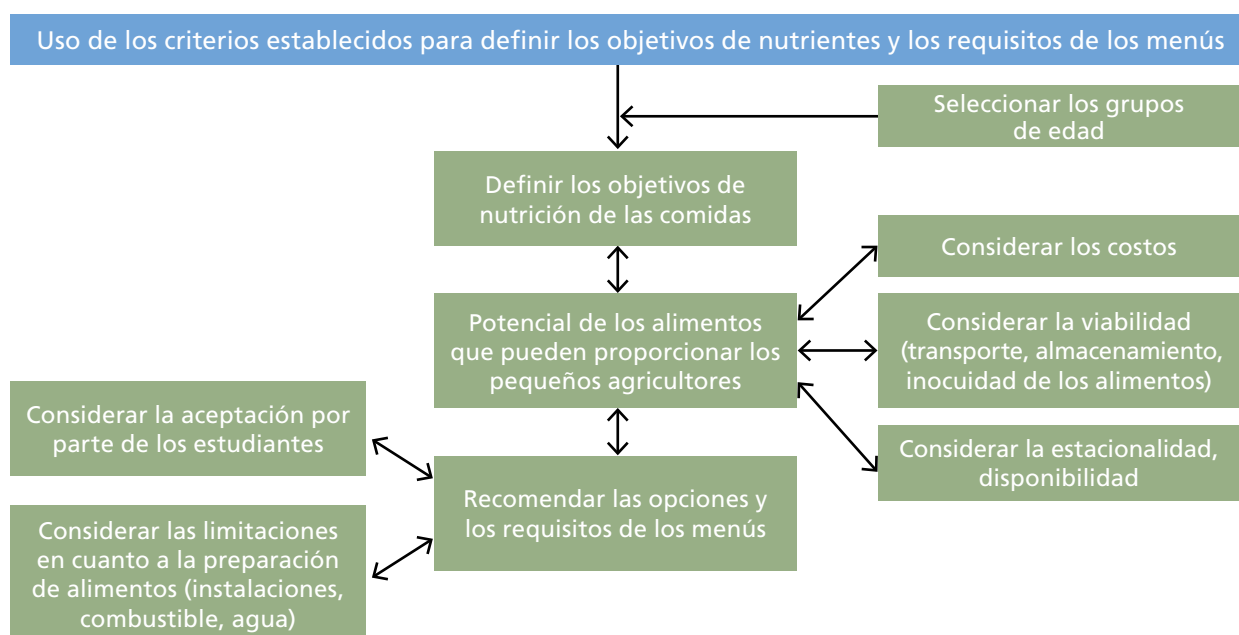 Uso de los criterios establecidos para definir los objetivos de nutrientes y los requisitos de los menús
Seleccionar los grupos
de edad
Definir los objetivos de
nutrición de las comidas
Considerar los costos
Potencial de los alimentos
que pueden proporcionar los
pequeños agricultores
Considerar la viabilidad
(transporte, almacenamiento,
inocuidad de los alimentos)
Considerar la aceptación por
parte de los estudiantes
Considerar la estacionalidad,
disponibilidad
Recomendar las opciones y
los requisitos de los menús
Considerar las limitaciones
en cuanto a la preparación
de alimentos (instalaciones,
combustible, agua)